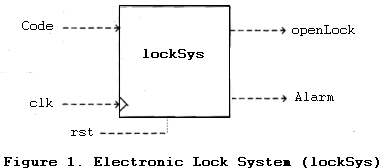 Code
openLock
lockSys
clk
Alarm
rst
Figure 1. Electronic Lock System (lockSys)